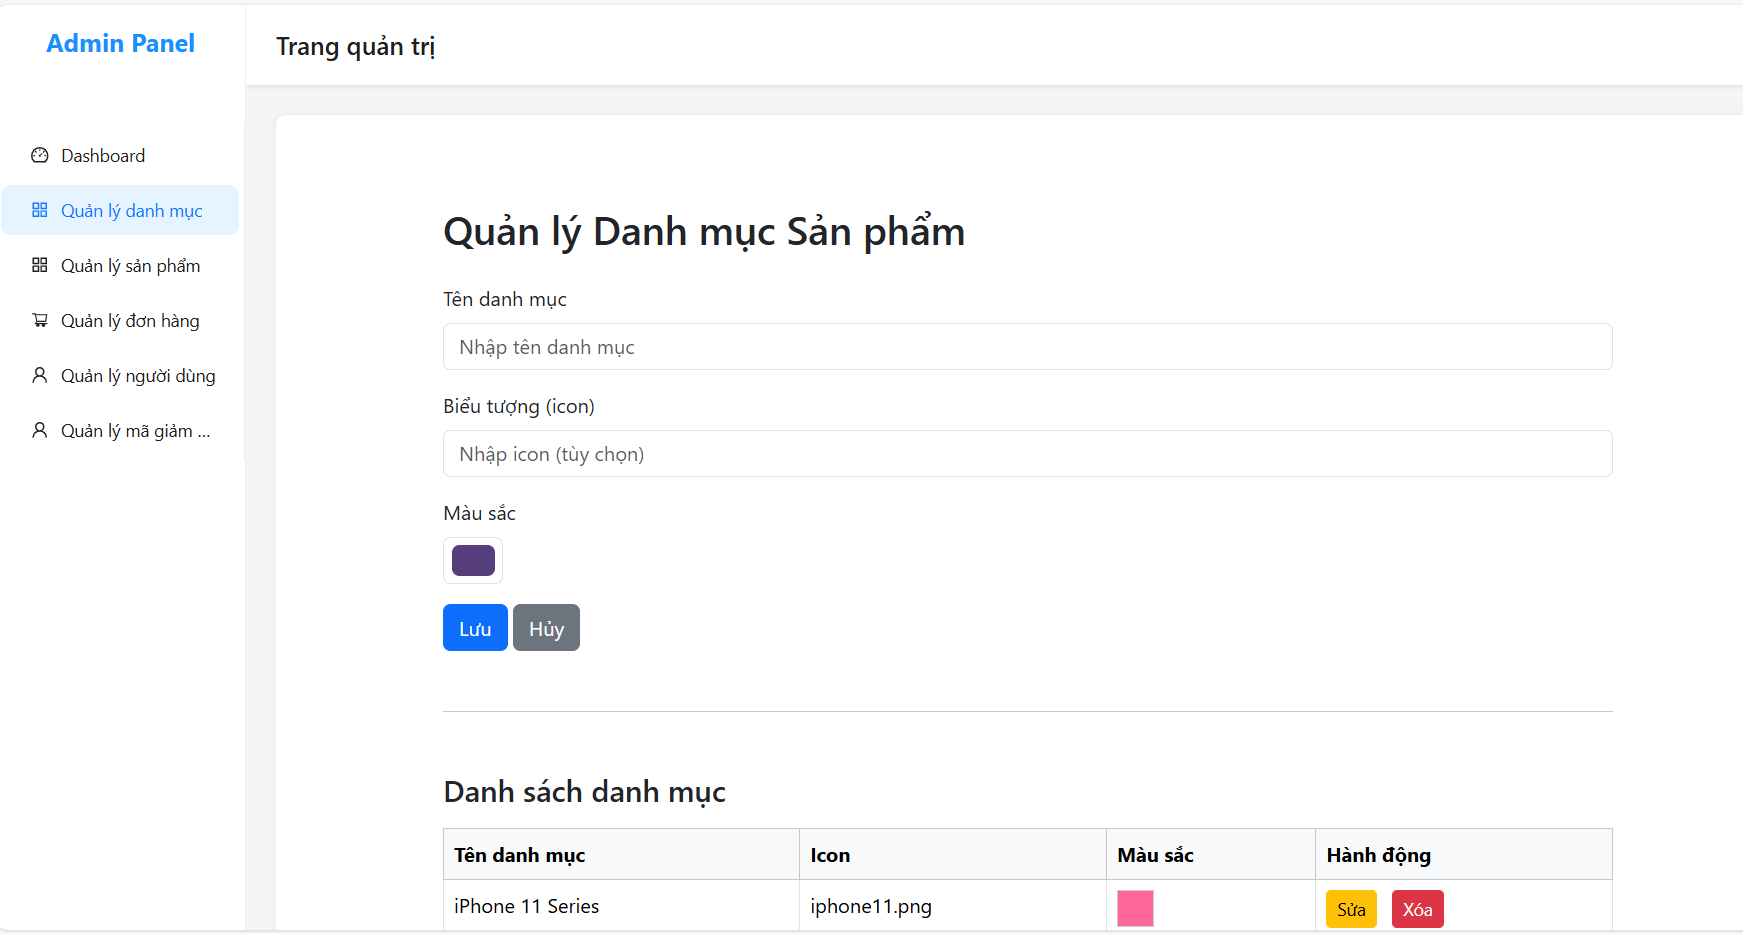 Admin Panel
Trang quản trị
Dashboard
Quản lý danh mục
Quản lý sản phẩm
Quản lý đơn hàng
Quản lý người dùng
Quản lý mã giảm ...
Quản lý Danh mục Sản phẩm
Tên danh mục
Nhập tên danh mục
Biểu tượng (icon)
Nhập icon (tùy chọn)
Màu sắc
Lưu Hủy
Danh sách danh mục
Tên danh mục Icon Màu sắc Hành động
iPhone 11 Series iphone11.png Sửa Xóa